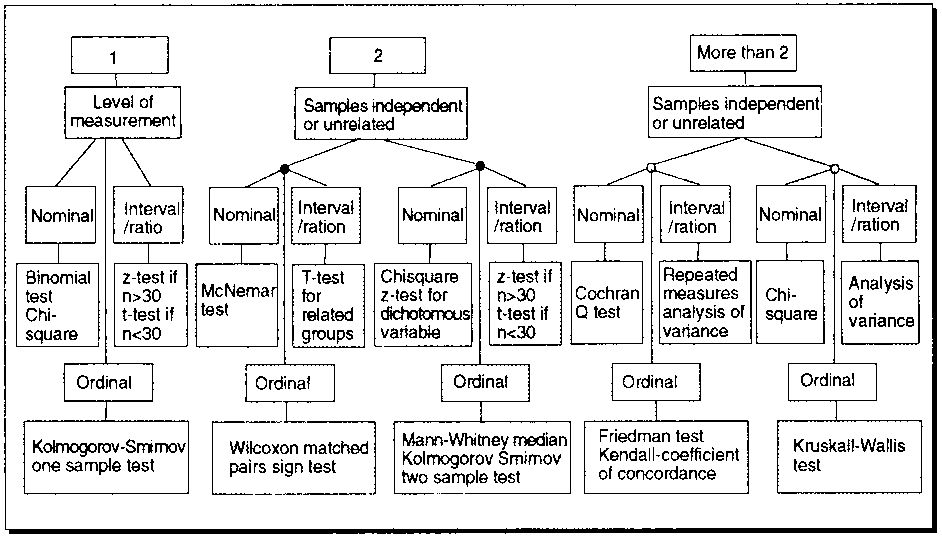 1
2
More than 2
Level of
measurement
Samples independent
or unrelated
Samples independent
or unrelated
Nominal
Interval
/ratio
Nominal
Interval
/ration
Nominal
Interval
/ration
Nominal
Interval
/ration
Nominal
Interval
/ration
Binomial
test
Chi-
square
z-test if
n>30
t-test if
n<30
McNemar
test
T-test
for
related
groups
Chisquare
z-test for
dichotomous
variable
z-test if
n>30
t-test if
n<30
Cochran
Q test
Repeated
measures
analysis of
variance
Chi-
square
Analysis
of
variance
Ordinal
Ordinal
Ordinal
Ordinal
Ordinal
Kolmogorov-Smirnov
one sample test
Wilcoxon matched
pairs sign test
Mann-Whitney median
Kolmogorov Smirnov
two sample test
Friedman test
Kendall-coefficient
of concordance
Kruskail-Wallis
test